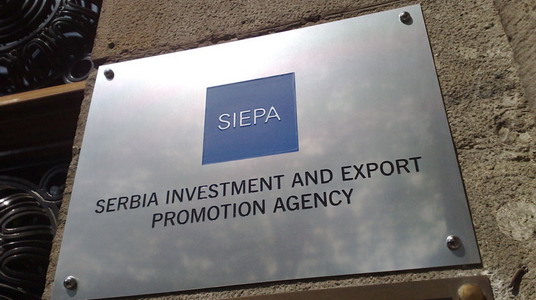 SIEPA
SERBIA INVESTMENT AND EXPORT
PROMOTION AGENCY